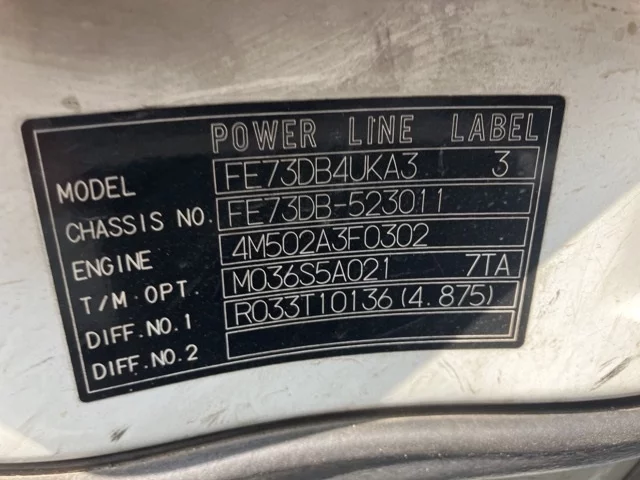 POWER LINE LABEL
MODEL FE73DB4UKA3 3
CHASSIS NO. FE73DB-523011
ENGINE 4M502A3F0302
T/M OPT. M036S5A021 7TA
DIFF.NO.1 R033T10136(4.875)
DIFF.NO.2